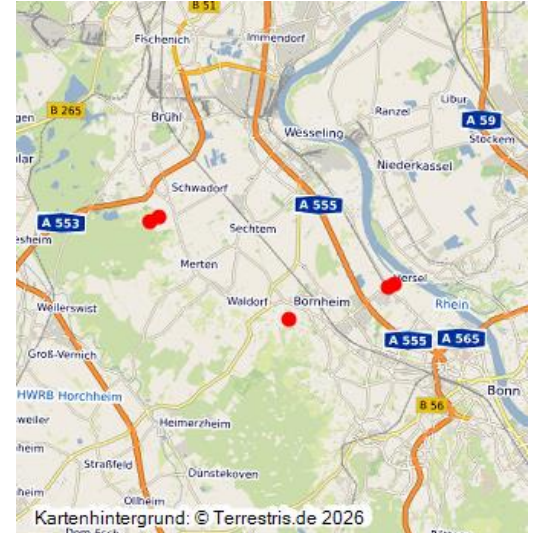 B 51
Fischenich
Immendorf
B 265
Brühl
Ranzel
Libur
A 59
Stockem
Wesseling
Niederkassel
Schwadorf
A 553
A 555
Sechtem
Merten
Weilerswist
Waldorf
Bornheim
Rhein
Groß-Vernich
A 555
A 565
HWRB Horchheim
Bonn
B 56
Heimerzheim
Straßfeld
Dünstekoven
Ollheim
Kartenhintergrund: © Terrestris.de 2026